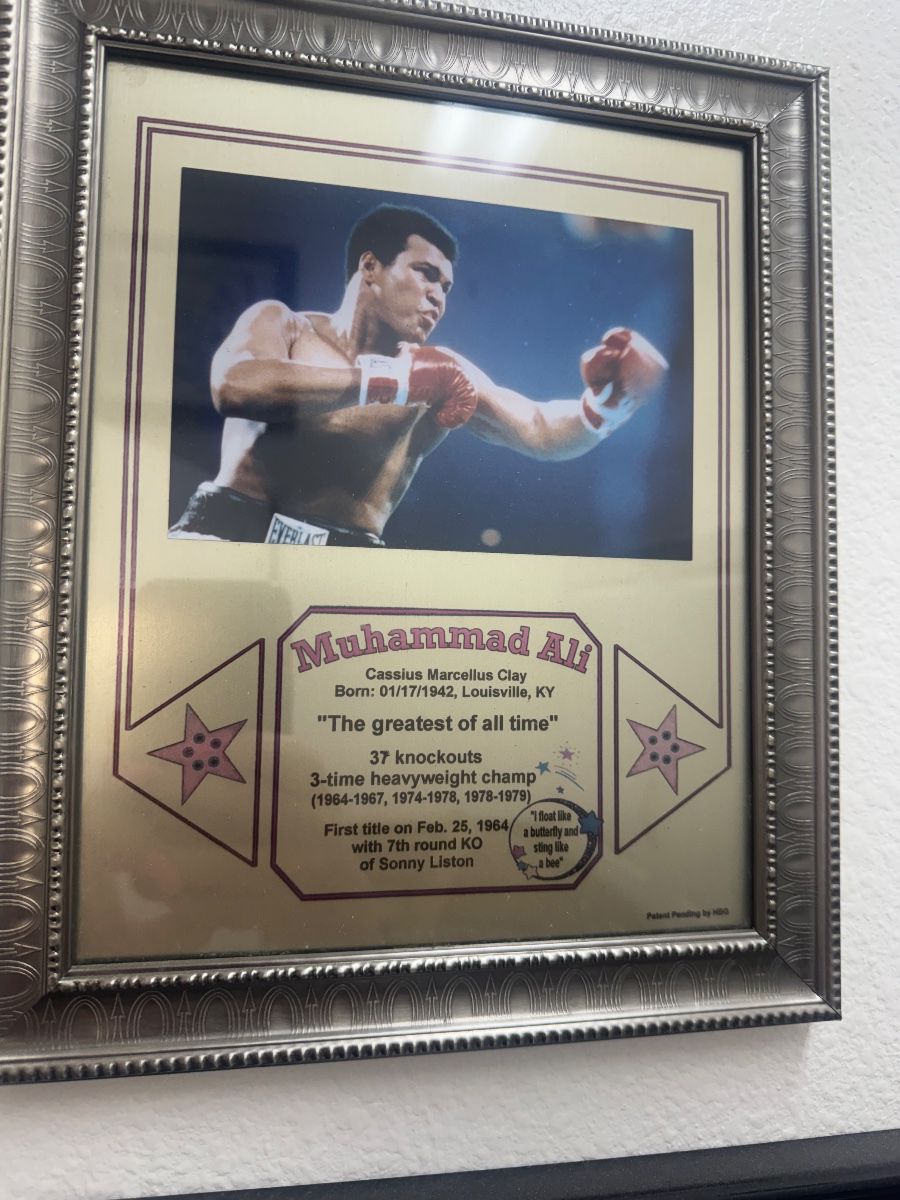 EVERLAST
Muhammad Ali
Cassius Marcellus Clay
Born: 01/17/1942, Louisville, KY
"The greatest of all time"
37 knockouts
3-time heavyweight champ
(1964-1967, 1974-1978, 1978-1979)
First title on Feb. 25, 1964
with 7th round KO
of Sonny Liston
"I float like
a butterfly and
sting like
a bee"
Patent Pending by HBG